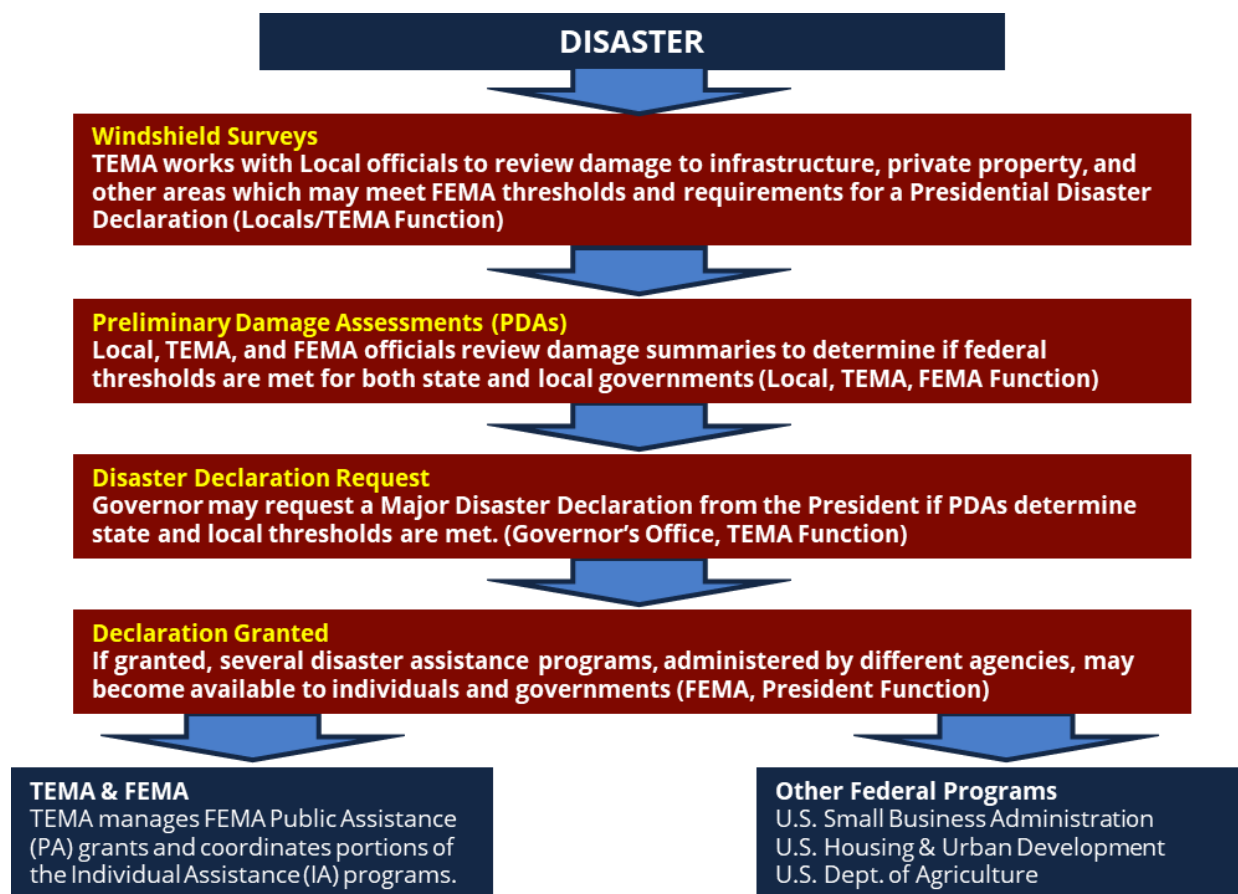 DISASTER
Windshield Surveys
TEMA works with Local officials to review damage to infrastructure, private property, and
other areas which may meet FEMA thresholds and requirements for a Presidential Disaster
Declaration (Locals/TEMA Function)
Preliminary Damage Assessments (PDAs)
Local, TEMA, and FEMA officials review damage summaries to determine if federal
thresholds are met for both state and local governments (Local, TEMA, FEMA Function)
Disaster Declaration Request
Governor may request a Major Disaster Declaration from the President if PDAs determine
state and local thresholds are met. (Governor’s Office, TEMA Function)
Declaration Granted
If granted, several disaster assistance programs, administered by different agencies, may
become available to individuals and governments (FEMA, President Function)
TEMA & FEMA
TEMA manages FEMA Public Assistance
(PA) grants and coordinates portions of
the Individual Assistance (IA) programs.
Other Federal Programs
U.S. Small Business Administration
U.S. Housing & Urban Development
U.S. Dept. of Agriculture